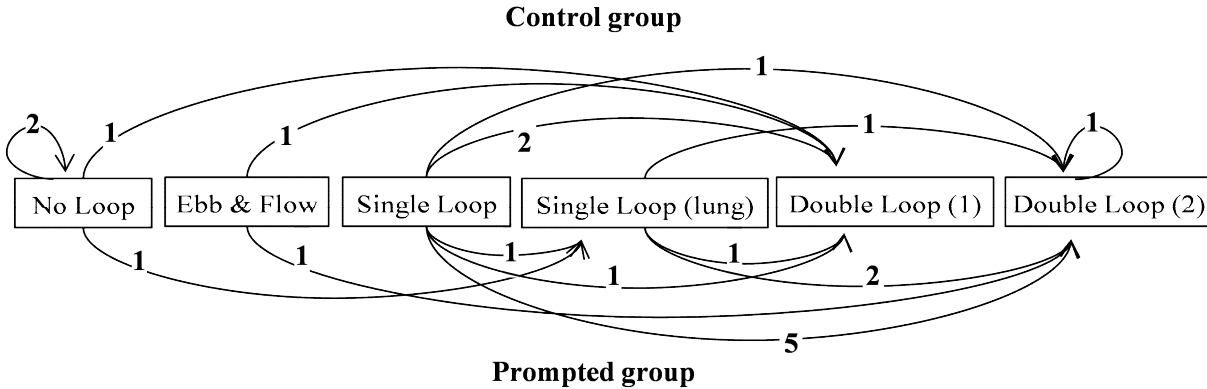 Control group
1
2
1
1
2
1
1
No Loop
Ebb & Flow
Single Loop
Single Loop (lung)
Double Loop (1)
Double Loop (2)
1
1
1
1
1
2
5
Prompted group